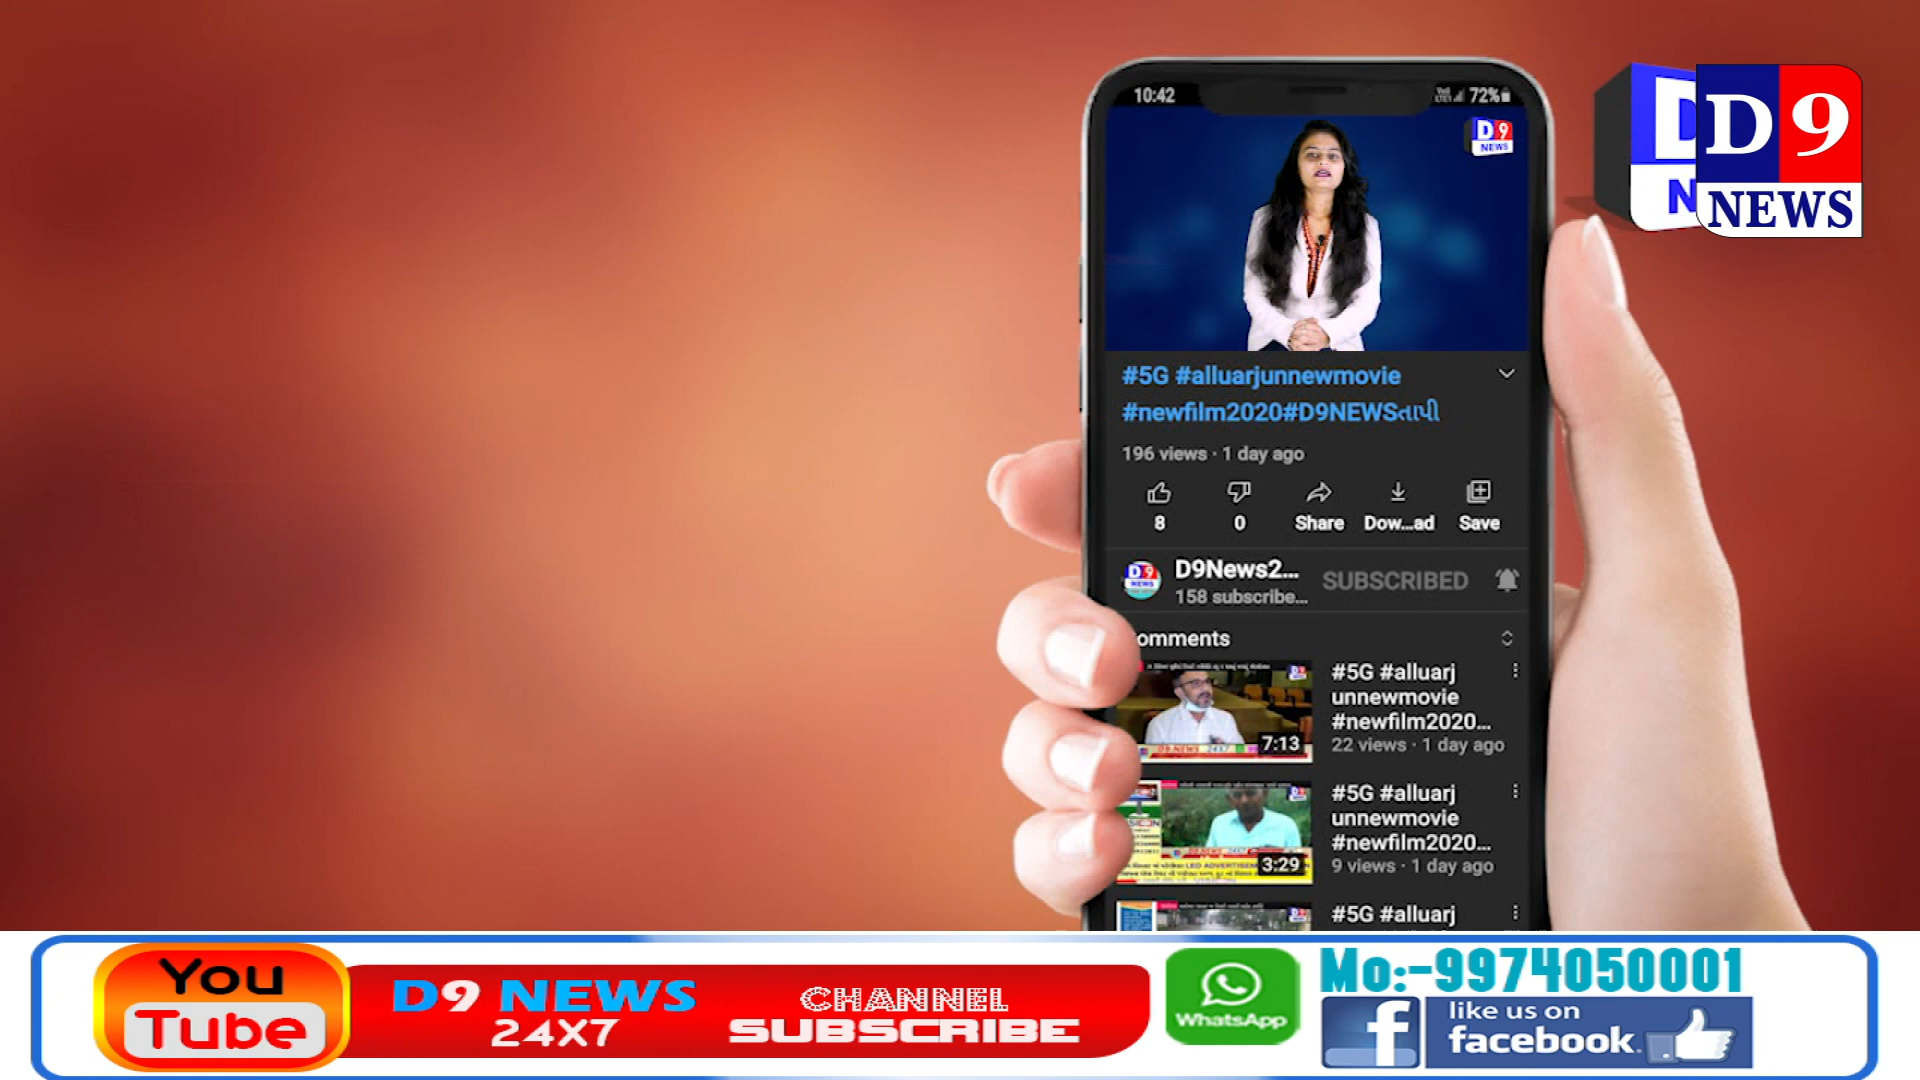 10:42
72%
D 9
NEWS
D
N
D 9
NEWS
#5G #alluarjunnewmovie
#newfilm2020#D9NEWSતાપી
196 views · 1 day ago
8
0
Share
Dow...ad
Save
D9News2...
158 subscribe...
SUBSCRIBED
omments
#5G #alluarj
unnewmovie
#newfilm2020...
22 views · 1 day ago
7:13
#5G #alluarj
unnewmovie
#newfilm2020...
9 views · 1 day ago
3:29
#5G #alluarj
You
Tube
D9 NEWS
24X7
CHANNEL
SUBSCRIBE
WhatsApp
Mo:-9974050001
like us on
facebook.